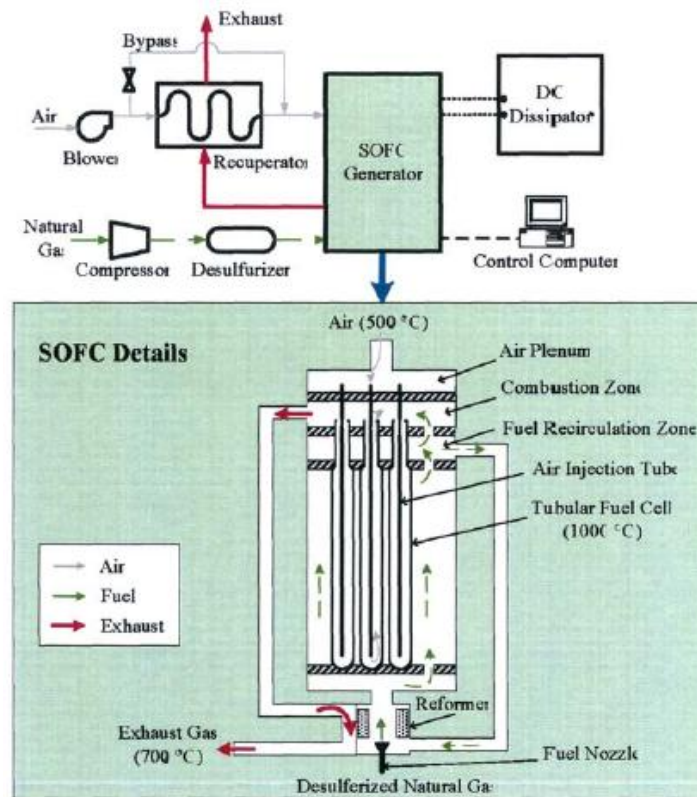 Exhaust
Bypass
Air
Blower
Recuperator
SOFC
Generator
DC
Dissipator
Natural
Gas
Compressor
Desulfurizer
Control Computer
SOFC Details
Air (500 °C)
Air Plenum
Combustion Zone
Fuel Recirculation Zone
Air Injection Tube
Tubular Fuel Cell
(1000 °C)
Air
Fuel
Exhaust
Reformer
Exhaust Gas
(700 °C)
Fuel Nozzle
Desulferized Natural Gas